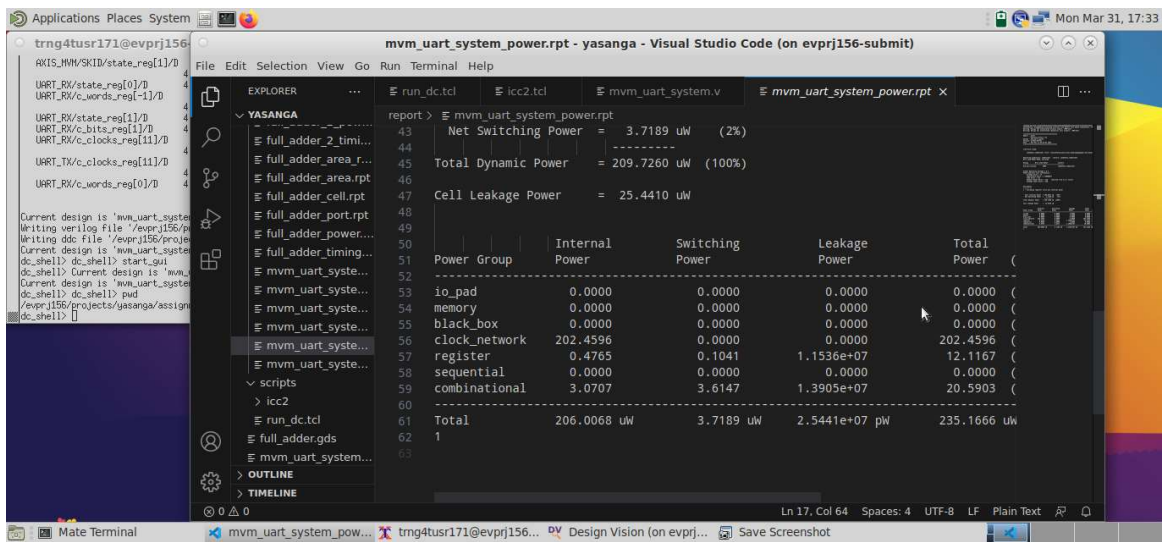 Applications Places System Mon Mar 31, 17:33
trng4usr171@evprj156-
AXIS_MVM/SKID/state_reg[1]/D
4
UART_RX/state_reg[0]/D 4
UART_RX/c_words_reg[-1]/D
4
UART_RX/state_reg[1]/D 4
UART_RX/c_bits_reg[1]/D 4
UART_RX/c_clocks_reg[11]/D
4
UART_TX/c_clocks_reg[11]/D
4
UART_RX/c_words_reg[0]/D 4
Current design is 'mvm_uart_syste
Writing verilog file '/evprj156/p
Writing ddc file '/evprj156/proje
Current design is 'mvm_uart_syste
dc_shell> dc_shell> start_gui
dc_shell> Current design is 'mvm_
Current design is 'mvm_uart_syste
dc_shell> dc_shell> pwd
/evprj156/projects/yasanga/assign
dc_shell>
mvm_uart_system_power.rpt - yasanga - Visual Studio Code (on evprj156-submit)
File Edit Selection View Go Run Terminal Help
EXPLORER ...
YASANGA
full_adder_2_timi...
full_adder_area_r...
full_adder_area.rpt
full_adder_cell.rpt
full_adder_port.rpt
full_adder_power....
full_adder_timing...
mvm_uart_syste...
mvm_uart_syste...
mvm_uart_syste...
mvm_uart_syste...
mvm_uart_syste...
mvm_uart_syste...
scripts
icc2
run_dc.tcl
full_adder.gds
mvm_uart_system...
OUTLINE
TIMELINE
run_dc.tcl icc2.tcl mvm_uart_system.v mvm_uart_system_power.rpt
report > mvm_uart_system_power.rpt
43 Net Switching Power = 3.7189 uW (2%)
44 ---------
45 Total Dynamic Power = 209.7260 uW (100%)
46
47 Cell Leakage Power = 25.4410 uW
48
49
50 Internal Switching Leakage Total
51 Power Group Power Power Power Power (
52 --------------------------------------------------------------------------------
53 io_pad 0.0000 0.0000 0.0000 0.0000 (
54 memory 0.0000 0.0000 0.0000 0.0000 (
55 black_box 0.0000 0.0000 0.0000 0.0000 (
56 clock_network 202.4596 0.0000 0.0000 202.4596 (
57 register 0.4765 0.1041 1.1536e+07 12.1167 (
58 sequential 0.0000 0.0000 0.0000 0.0000 (
59 combinational 3.0707 3.6147 1.3905e+07 20.5903 (
60 --------------------------------------------------------------------------------
61 Total 206.0068 uW 3.7189 uW 2.5441e+07 pW 235.1666 uW
62 1
63
0 0 Ln 17, Col 64 Spaces: 4 UTF-8 LF Plain Text
Mate Terminal mvm_uart_system_pow... trng4tusr171@evprj156... Design Vision (on evprj... Save Screenshot